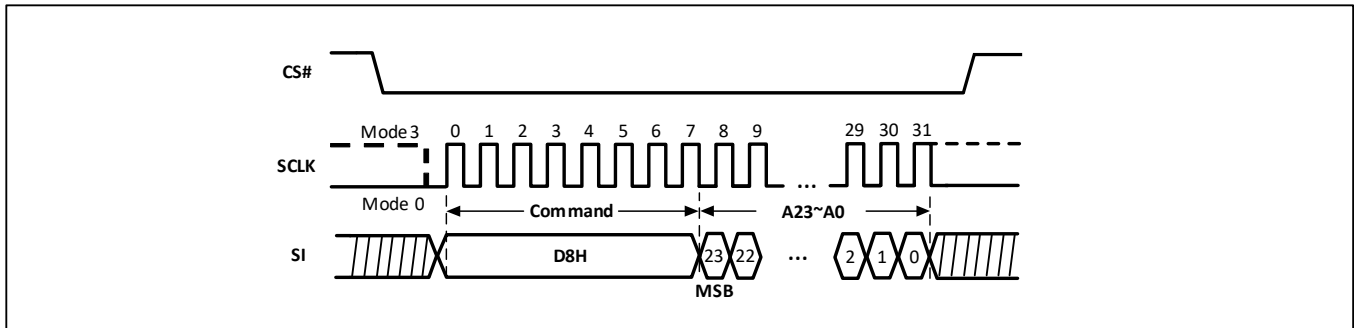 CS#
Mode 3 0 1 2 3 4 5 6 7 8 9 29 30 31
SCLK
...
Mode 0
Command A23~A0
SI D8H 23 22 ... 2 1 0
MSB